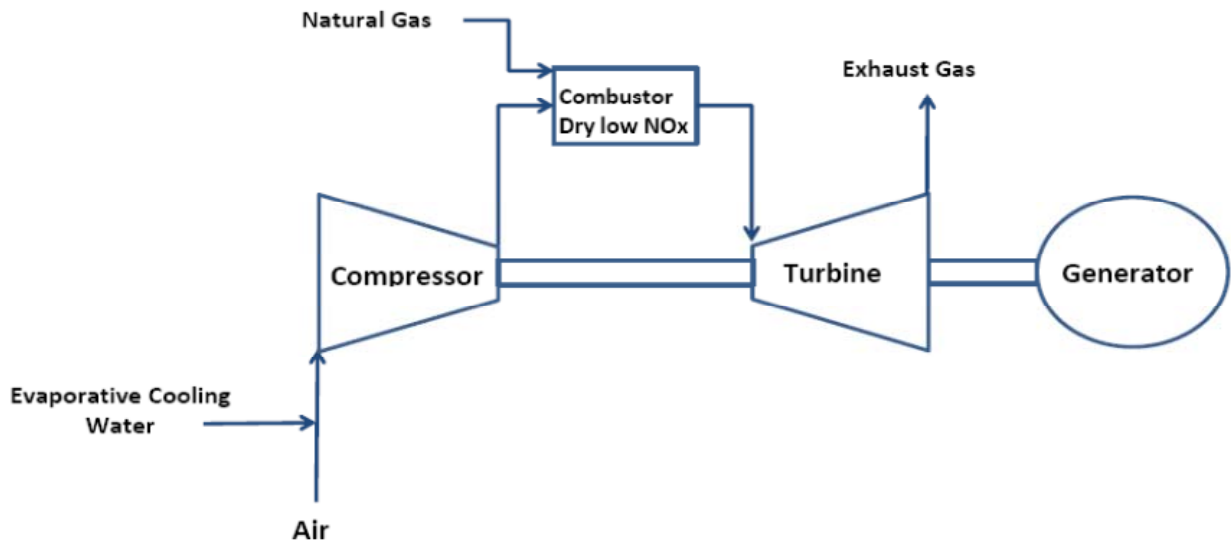 Natural Gas
Exhaust Gas
Combustor
Dry low NOx
Compressor
Turbine
Generator
Evaporative Cooling
Water
Air